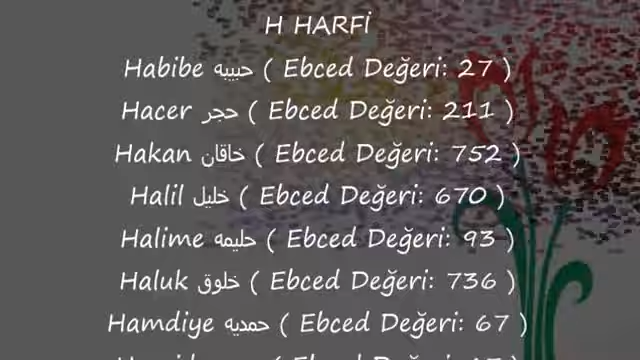 H HARFİ
Habibe حبيبه ( Ebced Değeri: 27 )
Hacer حجر ( Ebced Değeri: 211 )
Hakan خاقان ( Ebced Değeri: 752 )
Halil خليل ( Ebced Değeri: 670 )
Halime حليمه ( Ebced Değeri: 93 )
Haluk خلوق ( Ebced Değeri: 736 )
Hamdiye حمديه ( Ebced Değeri: 67 )